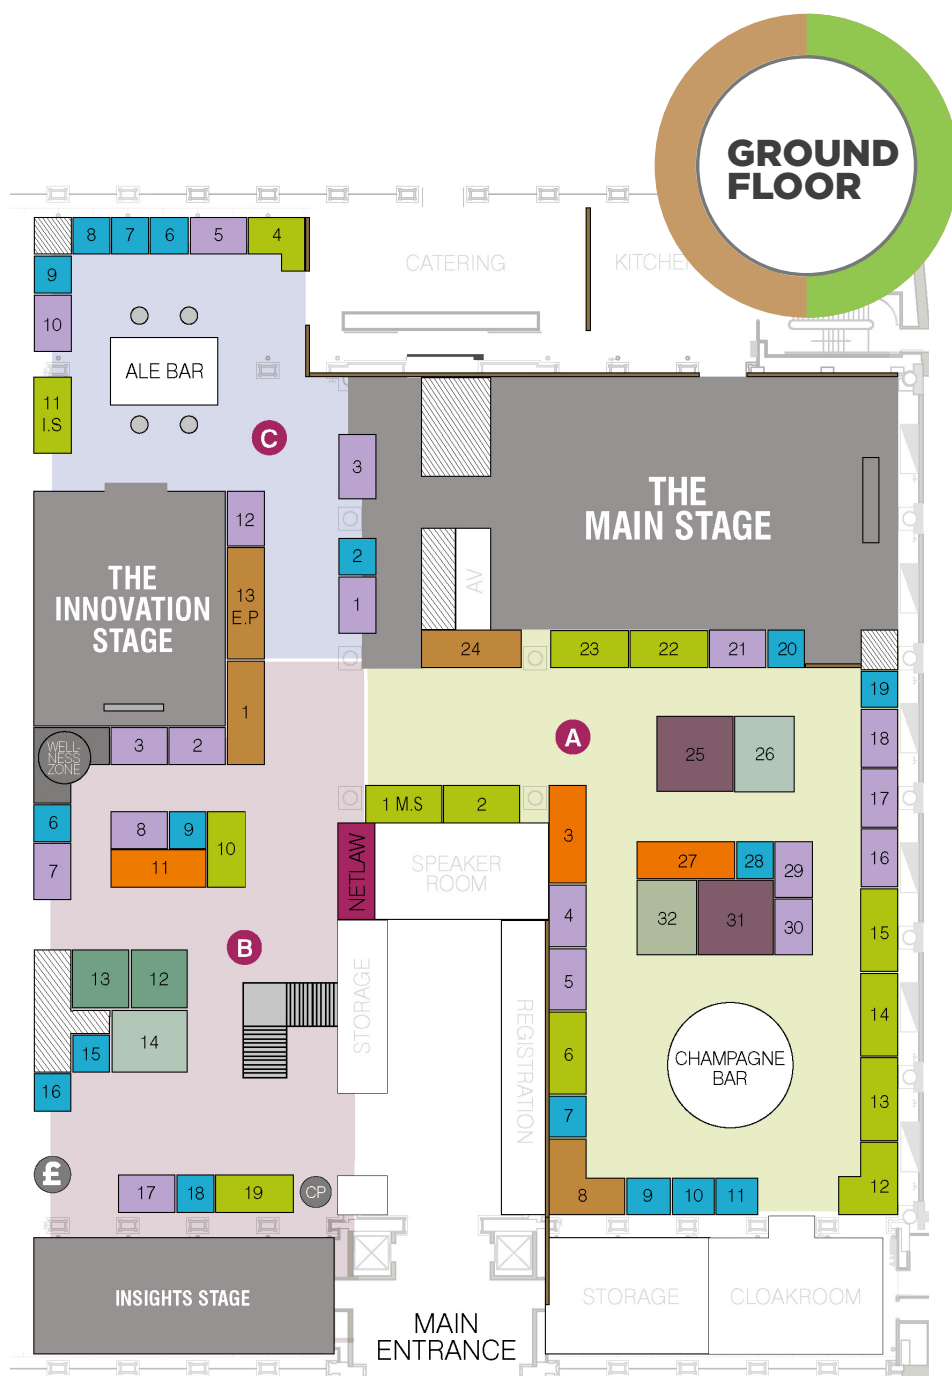 GROUND
FLOOR
8
7
6
5
4
CATERING
9
10
ALE BAR
11
I.S
C
3
THE
MAIN STAGE
12
2
AV
THE
INNOVATION
STAGE
13
E.P
1
24
23
22
21
20
19
1
A
25
26
18
WELL-
NESS
ZONE
3
2
17
1 M.S
2
3
6
8
9
10
11
7
NETLAW
SPEAKER
ROOM
27
28
29
16
32
31
30
4
15
B
5
13
12
14
15
16
STORAGE
REGISTRATION
6
7
CHAMPAGNE
BAR
14
13
£
17
18
19
CP
8
9
10
11
12
INSIGHTS STAGE
MAIN
ENTRANCE
STORAGE
CLOAKROOM